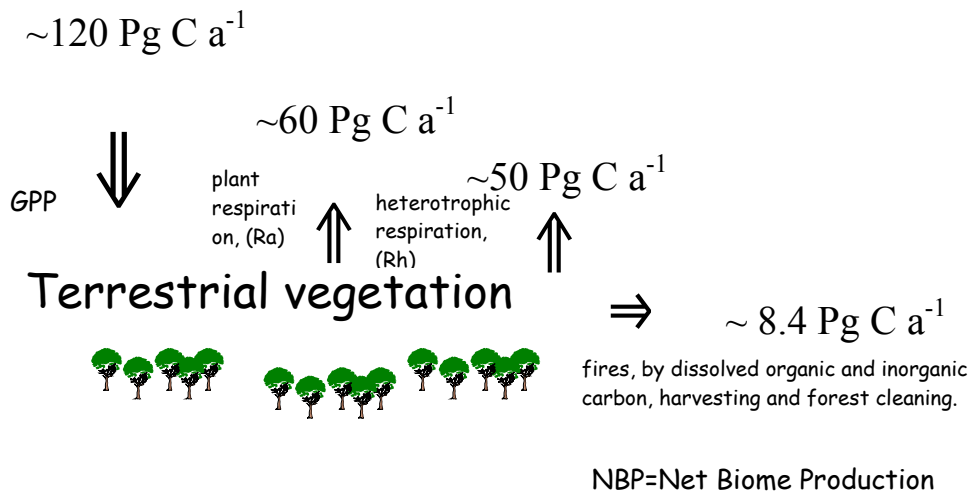 ~120 Pg C a⁻¹
~60 Pg C a⁻¹
~50 Pg C a⁻¹
GPP
plant
respirati
on, (Ra)
heterotrophic
respiration,
(Rh)
Terrestrial vegetation
~ 8.4 Pg C a⁻¹
fires, by dissolved organic and inorganic
carbon, harvesting and forest cleaning.
NBP=Net Biome Production